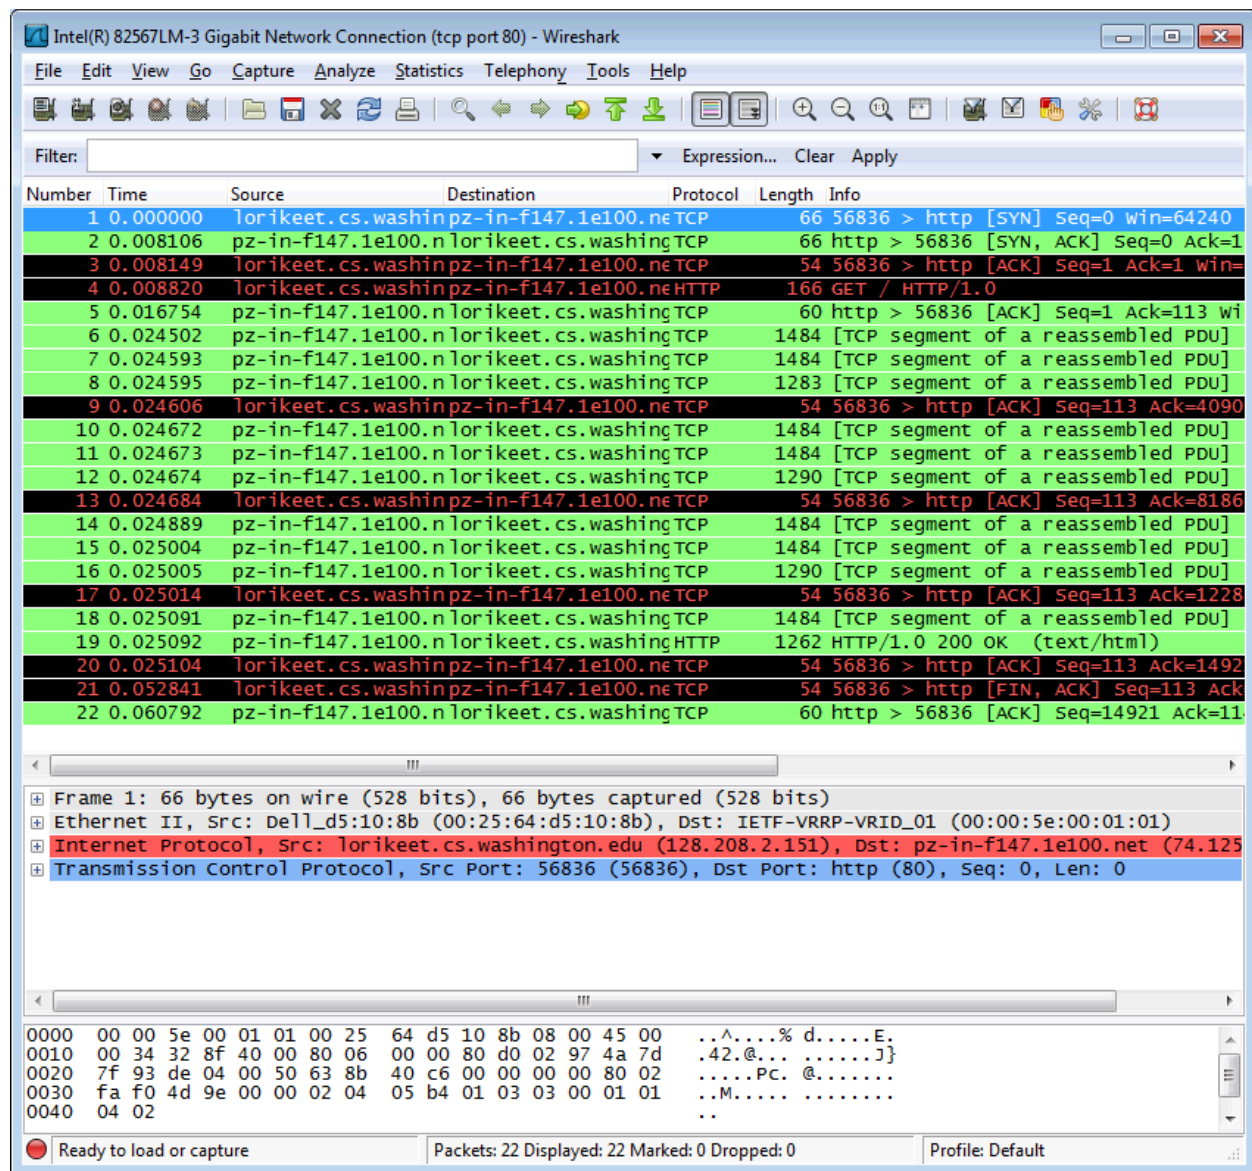 Intel(R) 82567LM-3 Gigabit Network Connection (tcp port 80) - Wireshark
File Edit View Go Capture Analyze Statistics Telephony Tools Help
Filter: Expression... Clear Apply
Number Time Source Destination Protocol Length Info
1 0.000000 lorikeet.cs.washin pz-in-f147.1e100.ne TCP 66 56836 > http [SYN] Seq=0 Win=64240
2 0.008106 pz-in-f147.1e100.n lorikeet.cs.washing TCP 66 http > 56836 [SYN, ACK] Seq=0 Ack=1
3 0.008149 lorikeet.cs.washin pz-in-f147.1e100.ne TCP 54 56836 > http [ACK] Seq=1 Ack=1 Win=
4 0.008820 lorikeet.cs.washin pz-in-f147.1e100.ne HTTP 166 GET / HTTP/1.0
5 0.016754 pz-in-f147.1e100.n lorikeet.cs.washing TCP 60 http > 56836 [ACK] Seq=1 Ack=113 Wi
6 0.024502 pz-in-f147.1e100.n lorikeet.cs.washing TCP 1484 [TCP segment of a reassembled PDU]
7 0.024593 pz-in-f147.1e100.n lorikeet.cs.washing TCP 1484 [TCP segment of a reassembled PDU]
8 0.024595 pz-in-f147.1e100.n lorikeet.cs.washing TCP 1283 [TCP segment of a reassembled PDU]
9 0.024606 lorikeet.cs.washin pz-in-f147.1e100.ne TCP 54 56836 > http [ACK] Seq=113 Ack=4090
10 0.024672 pz-in-f147.1e100.n lorikeet.cs.washing TCP 1484 [TCP segment of a reassembled PDU]
11 0.024673 pz-in-f147.1e100.n lorikeet.cs.washing TCP 1484 [TCP segment of a reassembled PDU]
12 0.024674 pz-in-f147.1e100.n lorikeet.cs.washing TCP 1290 [TCP segment of a reassembled PDU]
13 0.024684 lorikeet.cs.washin pz-in-f147.1e100.ne TCP 54 56836 > http [ACK] Seq=113 Ack=8186
14 0.024889 pz-in-f147.1e100.n lorikeet.cs.washing TCP 1484 [TCP segment of a reassembled PDU]
15 0.025004 pz-in-f147.1e100.n lorikeet.cs.washing TCP 1484 [TCP segment of a reassembled PDU]
16 0.025005 pz-in-f147.1e100.n lorikeet.cs.washing TCP 1290 [TCP segment of a reassembled PDU]
17 0.025014 lorikeet.cs.washin pz-in-f147.1e100.ne TCP 54 56836 > http [ACK] Seq=113 Ack=1228
18 0.025091 pz-in-f147.1e100.n lorikeet.cs.washing TCP 1484 [TCP segment of a reassembled PDU]
19 0.025092 pz-in-f147.1e100.n lorikeet.cs.washing HTTP 1262 HTTP/1.0 200 OK (text/html)
20 0.025104 lorikeet.cs.washin pz-in-f147.1e100.ne TCP 54 56836 > http [ACK] Seq=113 Ack=1492
21 0.052841 lorikeet.cs.washin pz-in-f147.1e100.ne TCP 54 56836 > http [FIN, ACK] Seq=113 Ack
22 0.060792 pz-in-f147.1e100.n lorikeet.cs.washing TCP 60 http > 56836 [ACK] Seq=14921 Ack=11
Frame 1: 66 bytes on wire (528 bits), 66 bytes captured (528 bits)
Ethernet II, Src: Dell_d5:10:8b (00:25:64:d5:10:8b), Dst: IETF-VRRP-VRID_01 (00:00:5e:00:01:01)
Internet Protocol, Src: lorikeet.cs.washington.edu (128.208.2.151), Dst: pz-in-f147.1e100.net (74.125
Transmission Control Protocol, Src Port: 56836 (56836), Dst Port: http (80), Seq: 0, Len: 0
0000 00 00 5e 00 01 01 00 25 64 d5 10 8b 08 00 45 00 ..^....% d.....E.
0010 00 34 32 8f 40 00 80 06 00 00 80 d0 02 97 4a 7d .42.@... ......J}
0020 7f 93 de 04 00 50 63 8b 40 c6 00 00 00 00 80 02 .....Pc. @.......
0030 fa f0 4d 9e 00 00 02 04 05 b4 01 03 03 00 01 01 ..M..... ........
0040 04 02 ..
Ready to load or capture Packets: 22 Displayed: 22 Marked: 0 Dropped: 0 Profile: Default